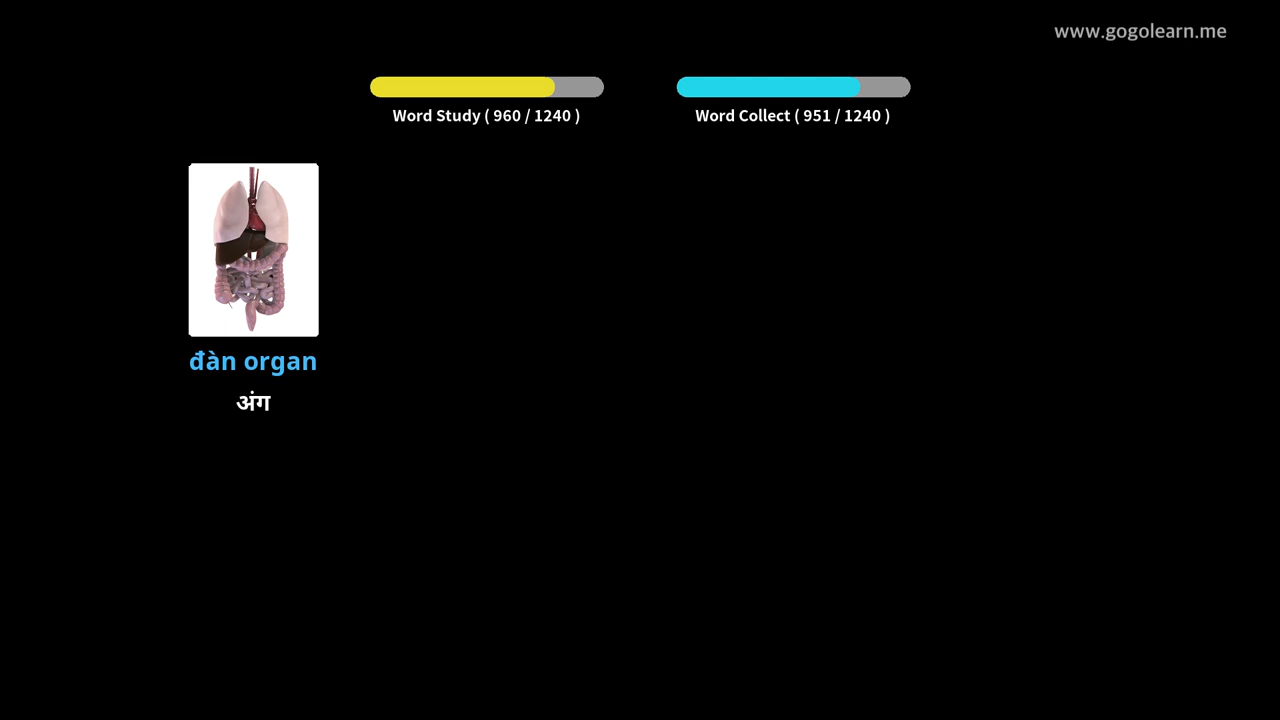 www.gogolearn.me
Word Study ( 960 / 1240 )
Word Collect ( 951 / 1240 )
đàn organ
अंग